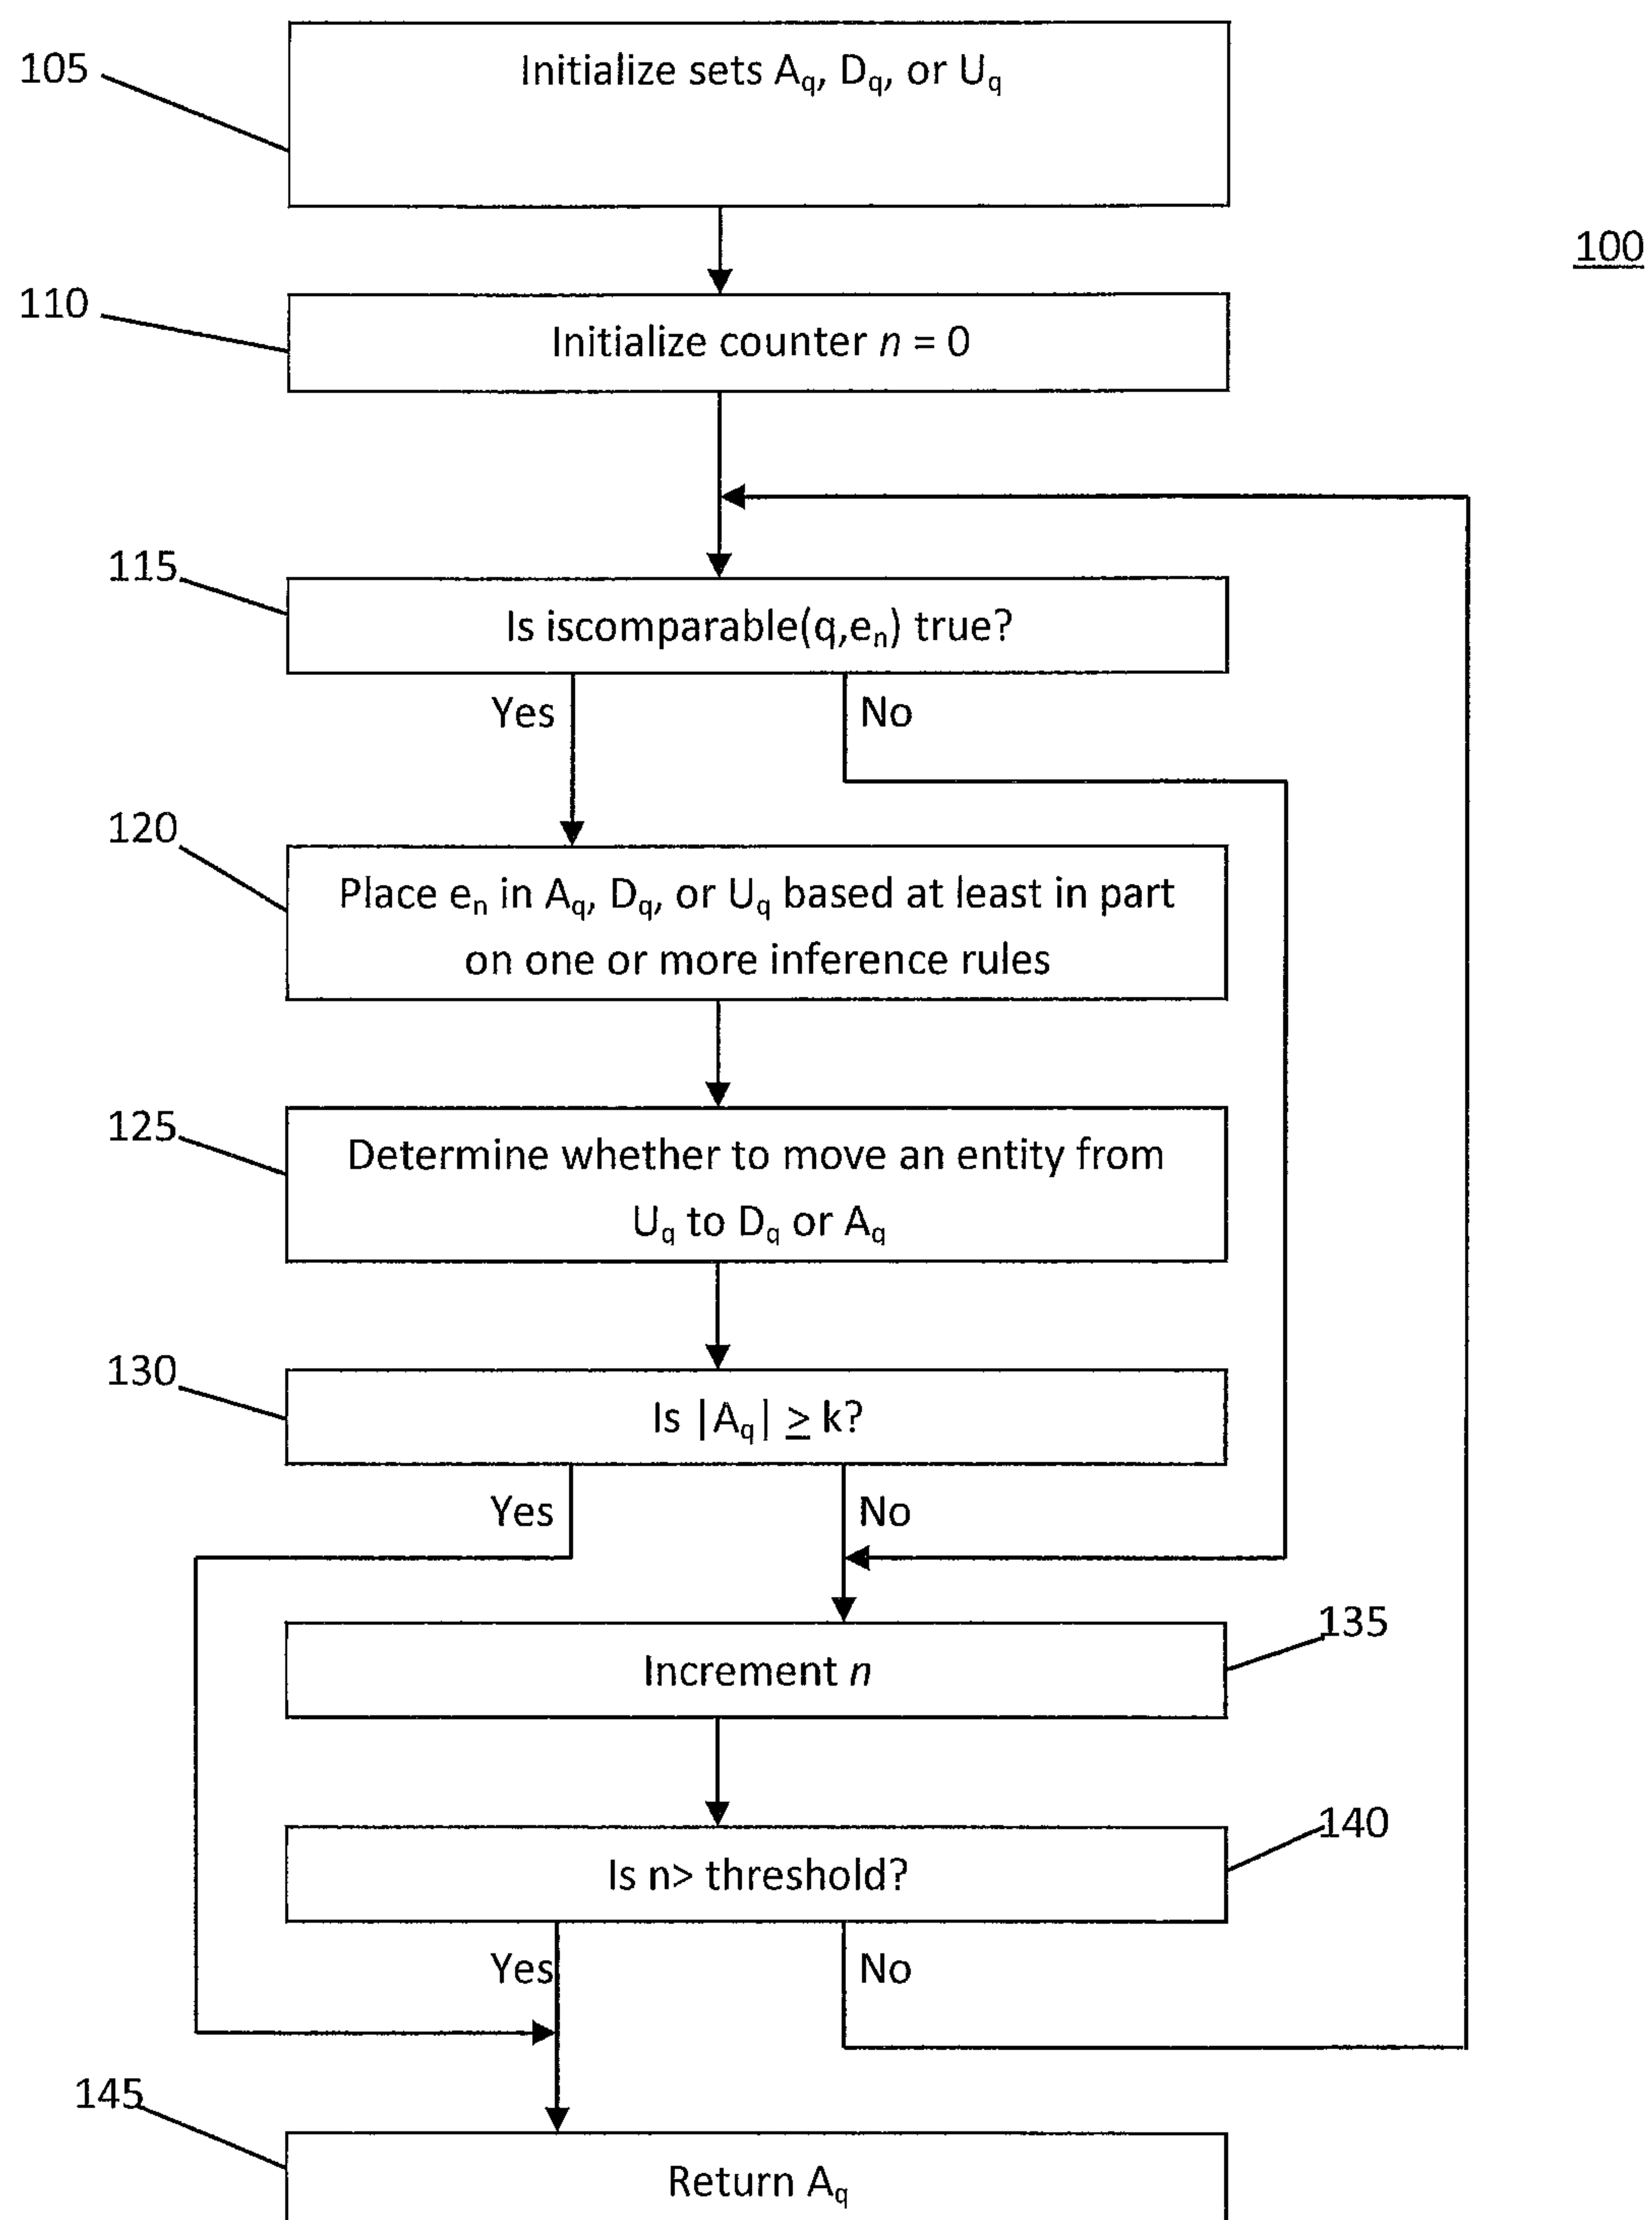 105
Initialize sets Aq, Dq, or Uq
100
110
Initialize counter n = 0
115
Is iscomparable(q,en) true?
Yes
No
120
Place en in Aq, Dq, or Uq based at least in part
on one or more inference rules
125
Determine whether to move an entity from
Uq to Dq or Aq
130
Is |Aq| ≥ k?
Yes
No
135
Increment n
140
Is n> threshold?
Yes
No
145
Return Aq